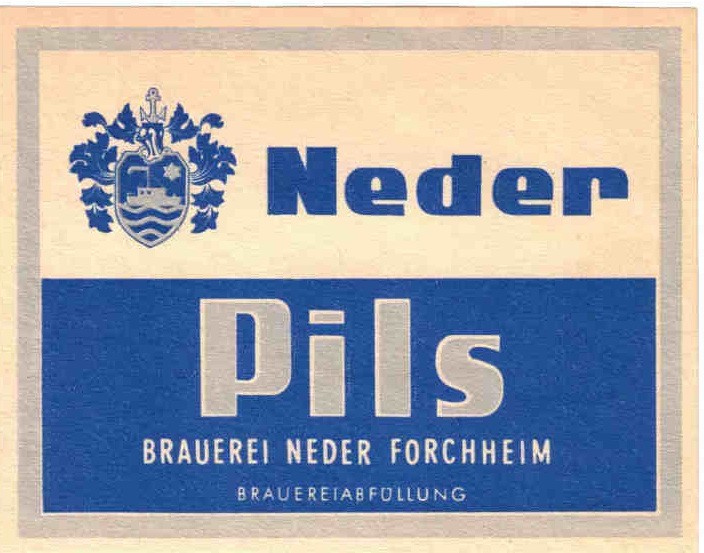 Neder
Pils
BRAUEREI NEDER FORCHHEIM
BRAUEREIABFÜLLUNG